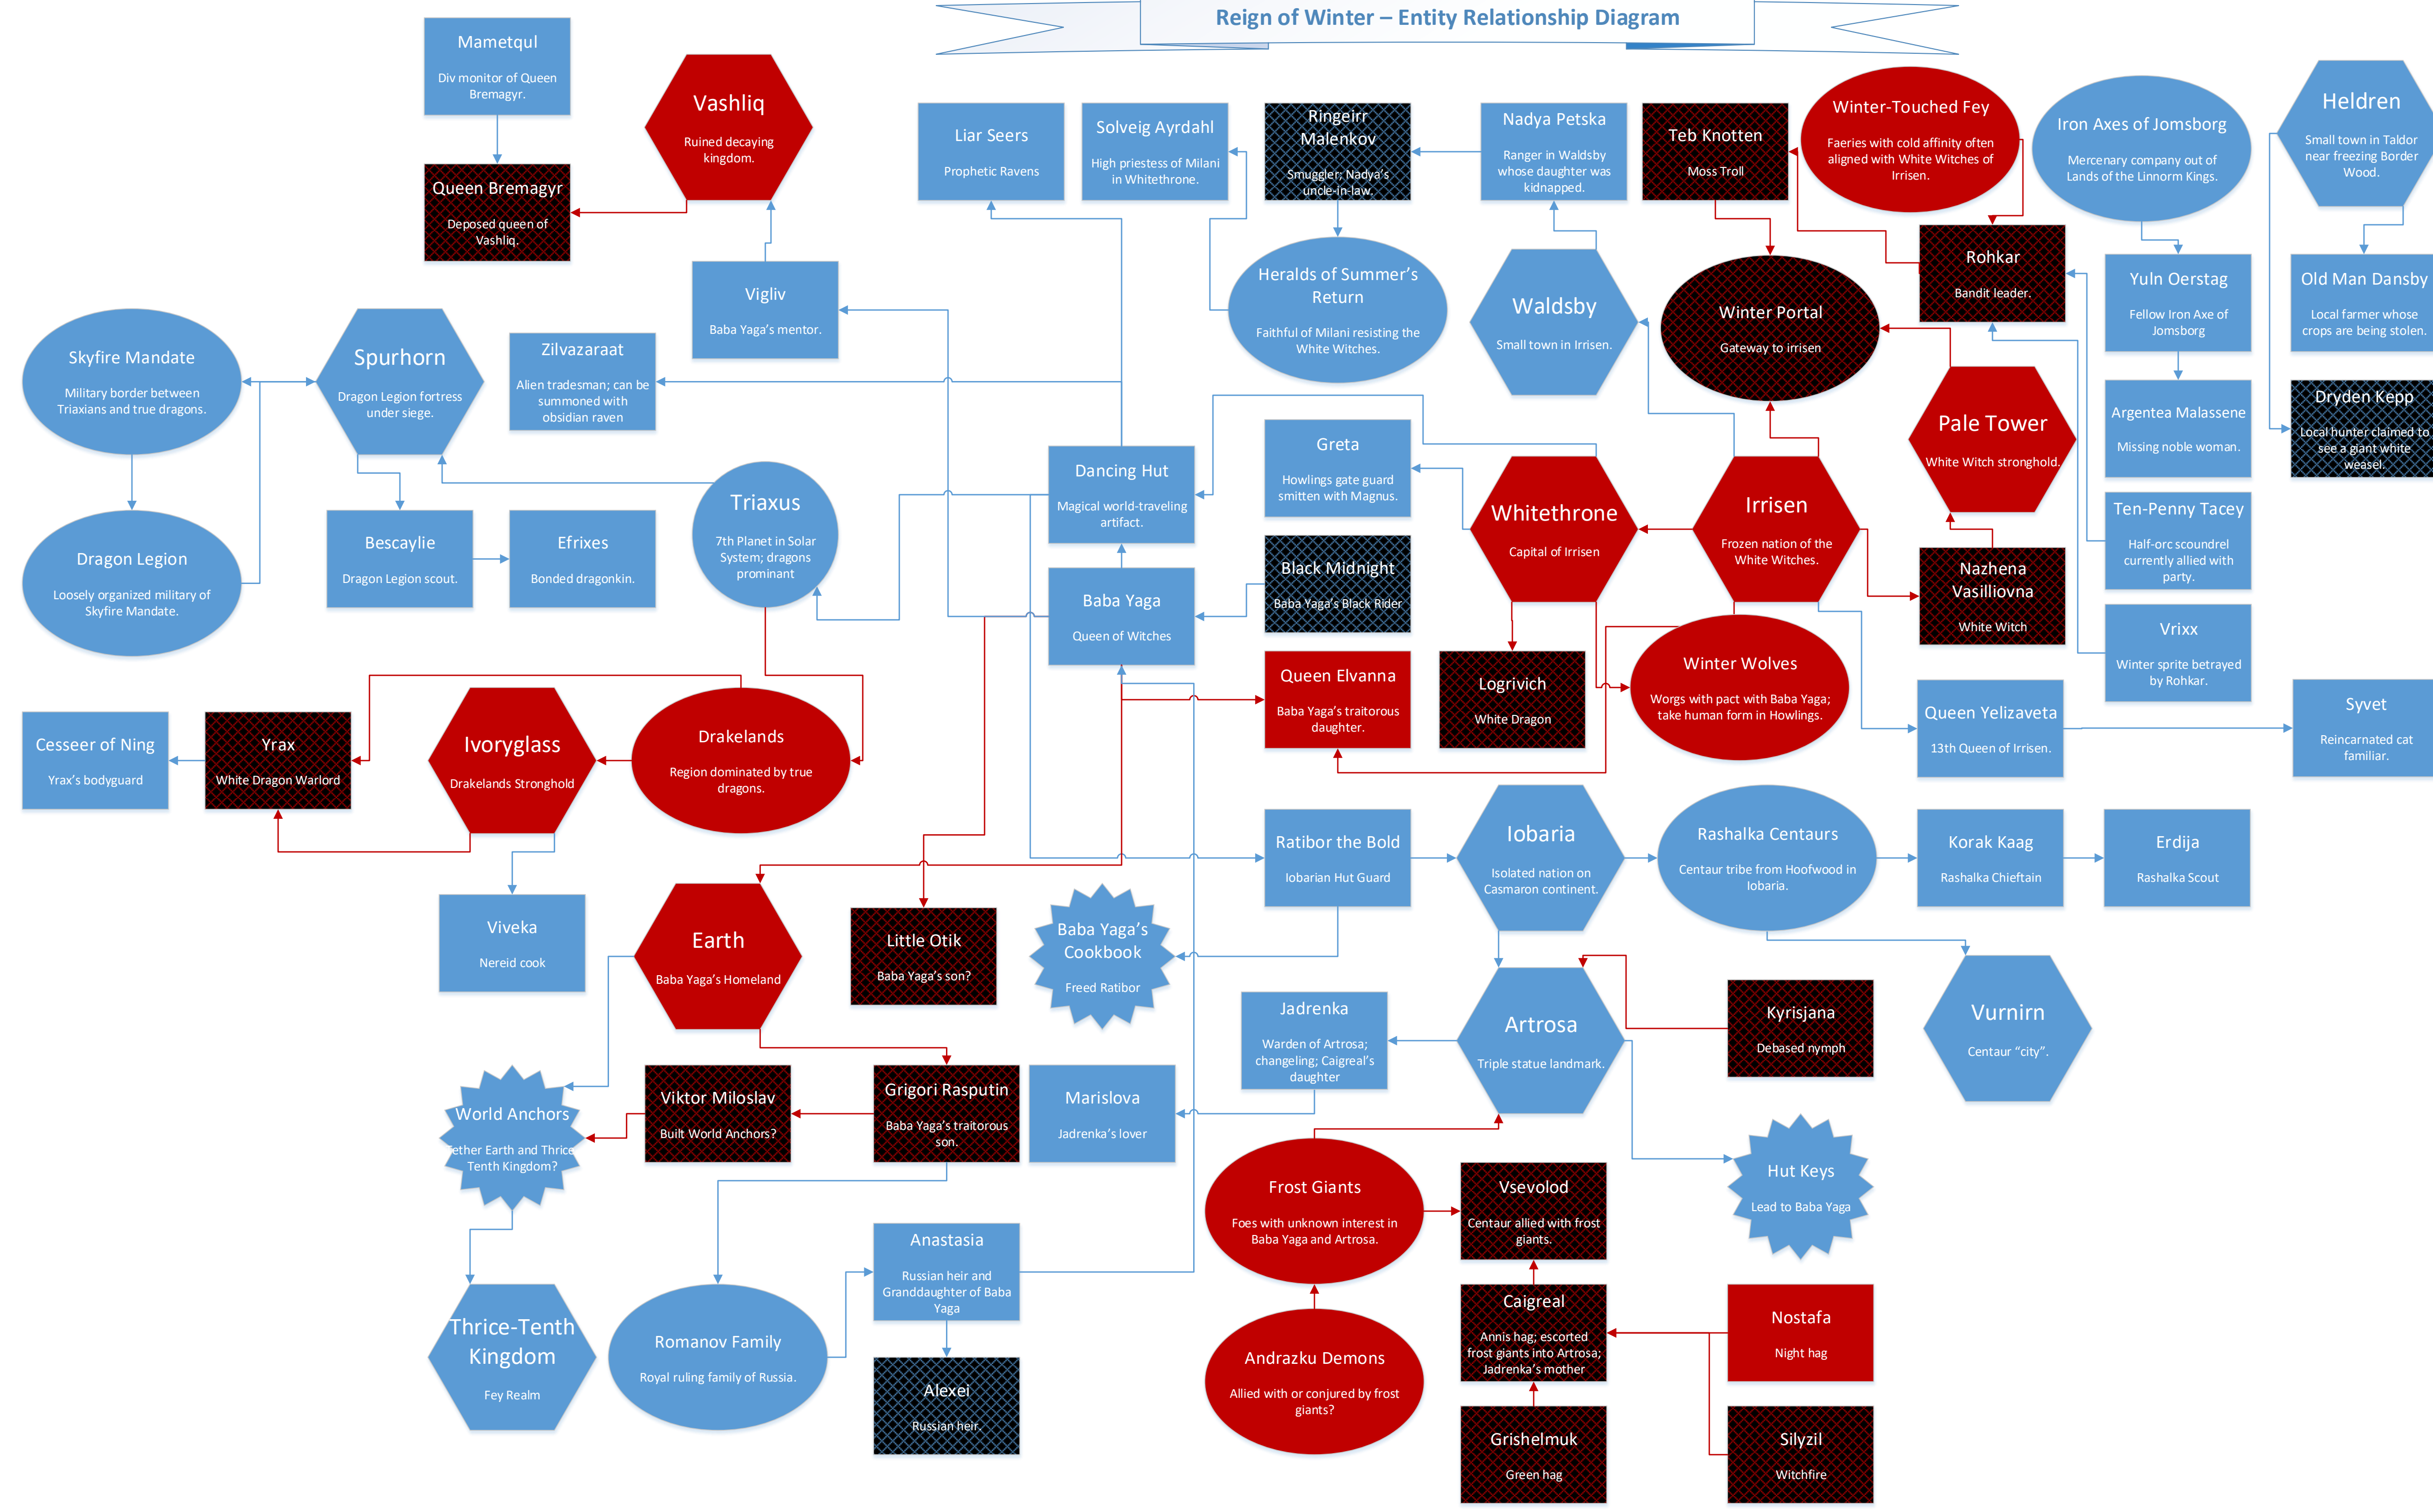 Reign of Winter – Entity Relationship Diagram
Mametqul
Div monitor of Queen
Bremagyr.
Vashliq
Ruined decaying
kingdom.
Queen Bremagyr
Deposed queen of
Vashliq.
Liar Seers
Prophetic Ravens
Solveig Ayrdahl
High priestess of Milani
in Whitethrone.
Ringeirr
Malenkov
Smuggler; Nadya's
uncle-in-law.
Nadya Petska
Ranger in Waldsby
whose daughter was
kidnapped.
Teb Knotten
Moss Troll
Winter-Touched Fey
Faeries with cold affinity often
aligned with White Witches of
Irrisen.
Iron Axes of Jomsborg
Mercenary company out of
Lands of the Linnorm Kings.
Heldren
Small town in Taldor
near freezing Border
Wood.
Vigliv
Baba Yaga's mentor.
Heralds of Summer's
Return
Faithful of Milani resisting the
White Witches.
Waldsby
Small town in Irrisen.
Winter Portal
Gateway to irrisen
Rohkar
Bandit leader.
Yuln Oerstag
Fellow Iron Axe of
Jomsborg
Old Man Dansby
Local farmer whose
crops are being stolen.
Skyfire Mandate
Military border between
Triaxians and true dragons.
Spurhorn
Dragon Legion fortress
under siege.
Zilvazaraat
Alien tradesman; can be
summoned with
obsidian raven
Pale Tower
White Witch stronghold.
Argentea Malassene
Missing noble woman.
Dryden Kepp
Local hunter claimed to
see a giant white
weasel.
Dragon Legion
Loosely organized military of
Skyfire Mandate.
Bescaylie
Dragon Legion scout.
Efrixes
Bonded dragonkin.
Triaxus
7th Planet in Solar
System; dragons
prominant
Dancing Hut
Magical world-traveling
artifact.
Greta
Howlings gate guard
smitten with Magnus.
Whitethrone
Capital of Irrisen
Irrisen
Frozen nation of the
White Witches.
Ten-Penny Tacey
Half-orc scoundrel
currently allied with
party.
Baba Yaga
Queen of Witches
Black Midnight
Baba Yaga's Black Rider
Nazhena
Vasilliovna
White Witch
Vrixx
Winter sprite betrayed
by Rohkar.
Queen Elvanna
Baba Yaga's traitorous
daughter.
Logrivich
White Dragon
Winter Wolves
Worgs with pact with Baba Yaga;
take human form in Howlings.
Queen Yelizaveta
13th Queen of Irrisen.
Syvet
Reincarnated cat
familiar.
Cesseer of Ning
Yrax's bodyguard
Yrax
White Dragon Warlord
Ivoryglass
Drakelands Stronghold
Drakelands
Region dominated by true
dragons.
Ratibor the Bold
Iobarian Hut Guard
Iobaria
Isolated nation on
Casmaron continent.
Rashalka Centaurs
Centaur tribe from Hoofwood in
Iobaria.
Korak Kaag
Rashalka Chieftain
Erdija
Rashalka Scout
Viveka
Nereid cook
Earth
Baba Yaga's Homeland
Little Otik
Baba Yaga's son?
Baba Yaga's
Cookbook
Freed Ratibor
Jadrenka
Warden of Artrosa;
changeling; Caigreal's
daughter
Artrosa
Triple statue landmark.
Kyrisjana
Debased nymph
Vurnirn
Centaur "city".
World Anchors
Tether Earth and Thrice
Tenth Kingdom?
Viktor Miloslav
Built World Anchors?
Grigori Rasputin
Baba Yaga's traitorous
son.
Marislova
Jadrenka's lover
Hut Keys
Lead to Baba Yaga
Frost Giants
Foes with unknown interest in
Baba Yaga and Artrosa.
Vsevolod
Centaur allied with frost
giants.
Anastasia
Russian heir and
Granddaughter of Baba
Yaga
Thrice-Tenth
Kingdom
Fey Realm
Romanov Family
Royal ruling family of Russia.
Alexei
Russian heir.
Andrazku Demons
Allied with or conjured by frost
giants?
Caigreal
Annis hag; escorted
frost giants into Artrosa;
Jadrenka's mother
Nostafa
Night hag
Grishelmuk
Green hag
Silyzil
Witchfire